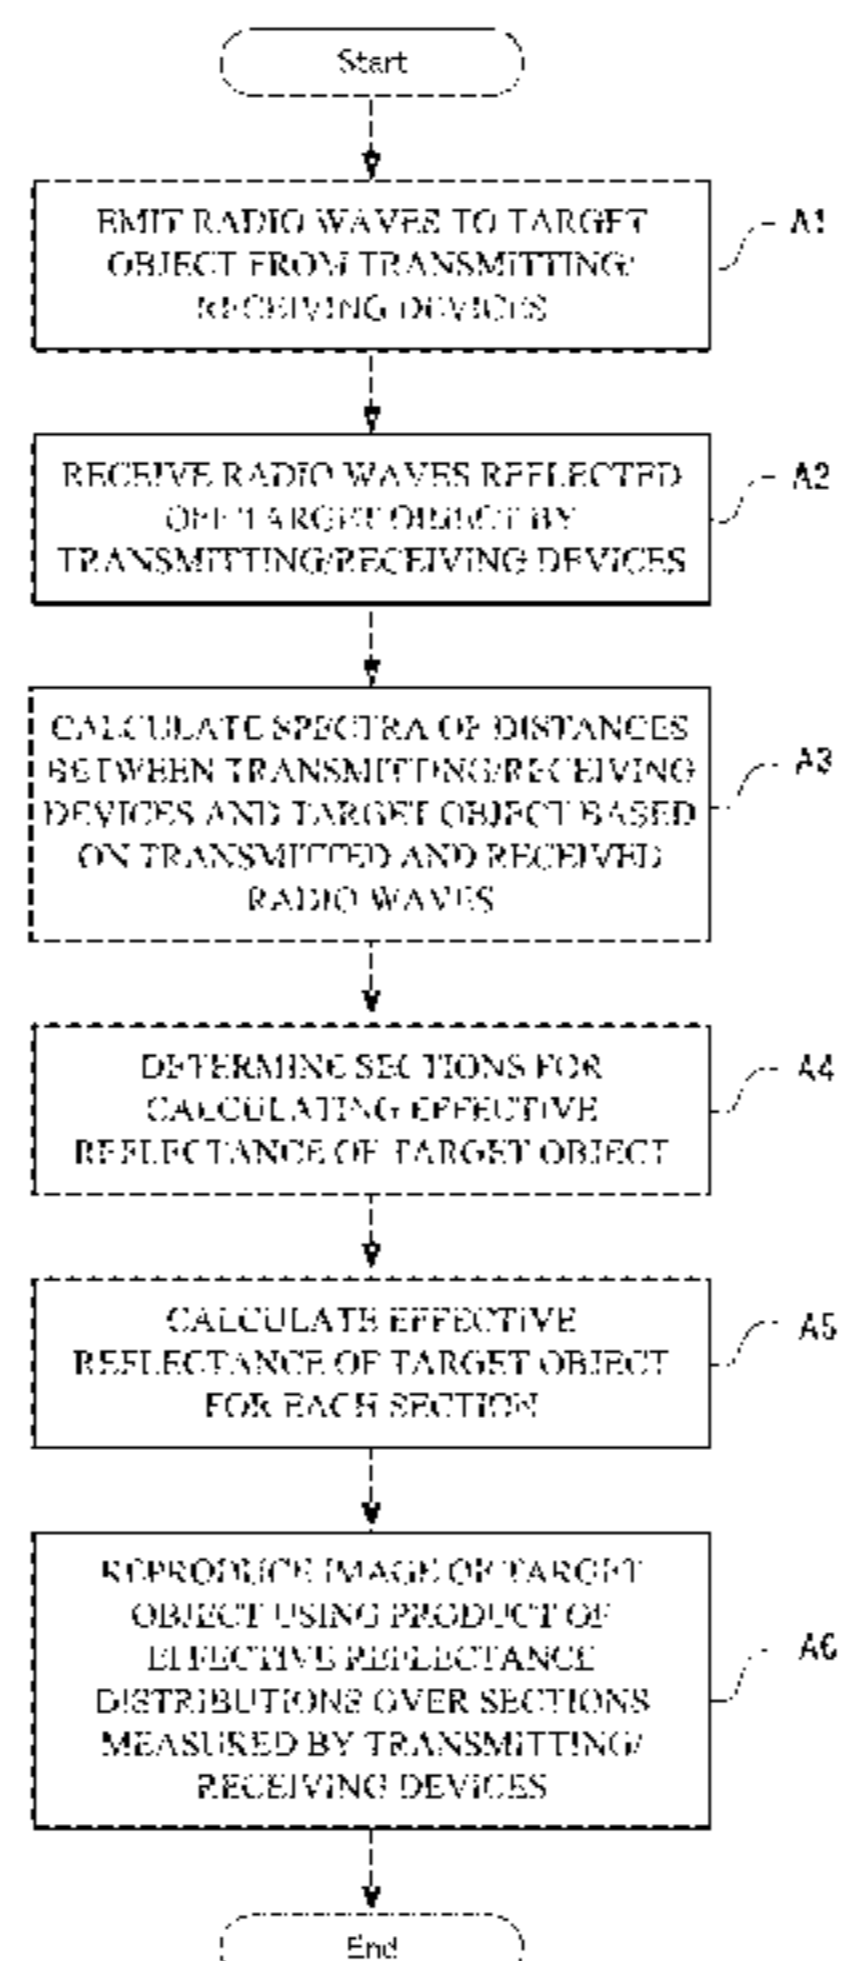 Start
EMIT RADIO WAVES TO TARGET
OBJECT FROM TRANSMITTING/
RECEIVING DEVICES
A1
RECEIVE RADIO WAVES REFLECTED
OFF TARGET OBJECT BY
TRANSMITTING/RECEIVING DEVICES
A2
CALCULATE SPECTRA OF DISTANCES
BETWEEN TRANSMITTING/RECEIVING
DEVICES AND TARGET OBJECT BASED
ON TRANSMITTED AND RECEIVED
RADIO WAVES
A3
DETERMINE SECTIONS FOR
CALCULATING EFFECTIVE
REFLECTANCE OF TARGET OBJECT
A4
CALCULATE EFFECTIVE
REFLECTANCE OF TARGET OBJECT
FOR EACH SECTION
A5
REPRODUCE IMAGE OF TARGET
OBJECT USING PRODUCT OF
EFFECTIVE REFLECTANCE
DISTRIBUTIONS OVER SECTIONS
MEASURED BY TRANSMITTING/
RECEIVING DEVICES
A6
End